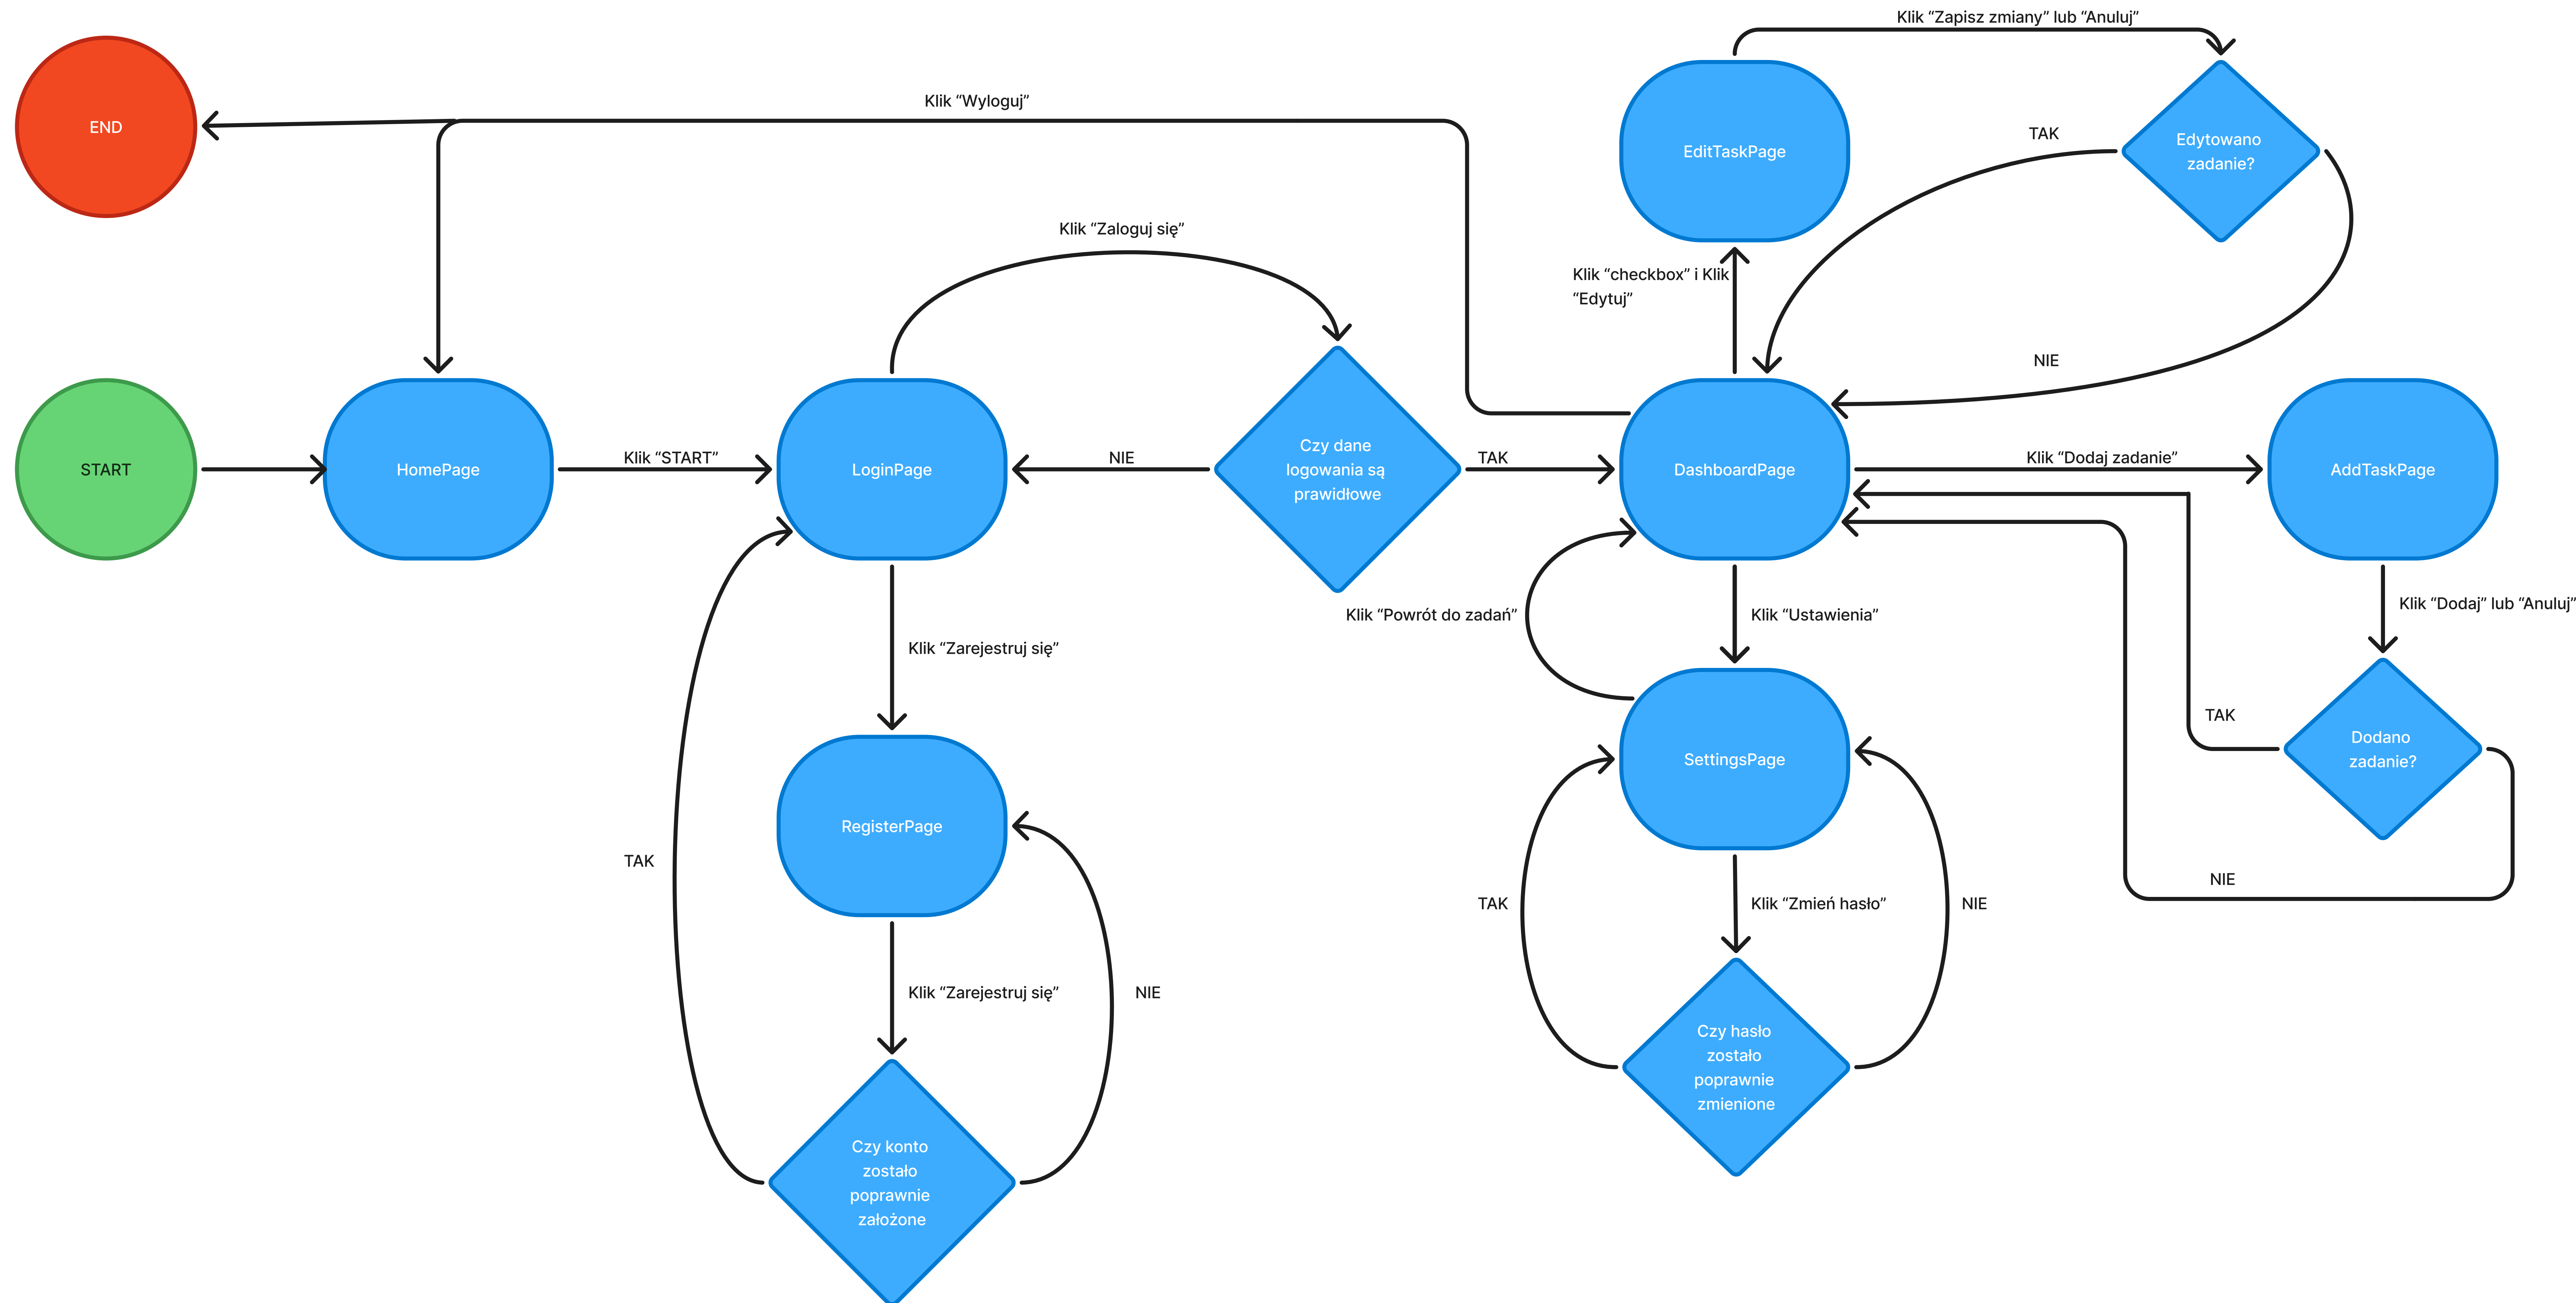 Klik “Zapisz zmiany” lub “Anuluj”
END
Klik “Wyloguj”
EditTaskPage
TAK
Edytowano
zadanie?
Klik “Zaloguj się”
Klik “checkbox” i Klik
“Edytuj”
NIE
START
HomePage
Klik “START”
LoginPage
NIE
Czy dane
logowania są
prawidłowe
TAK
DashboardPage
Klik “Dodaj zadanie”
AddTaskPage
Klik “Zarejestruj się”
Klik “Powrót do zadań”
Klik “Ustawienia”
Klik “Dodaj” lub “Anuluj”
TAK
Dodano
zadanie?
SettingsPage
RegisterPage
TAK
NIE
TAK
Klik “Zmień hasło”
NIE
Klik “Zarejestruj się”
NIE
Czy hasło
zostało
poprawnie
zmienione
Czy konto
zostało
poprawnie
założone